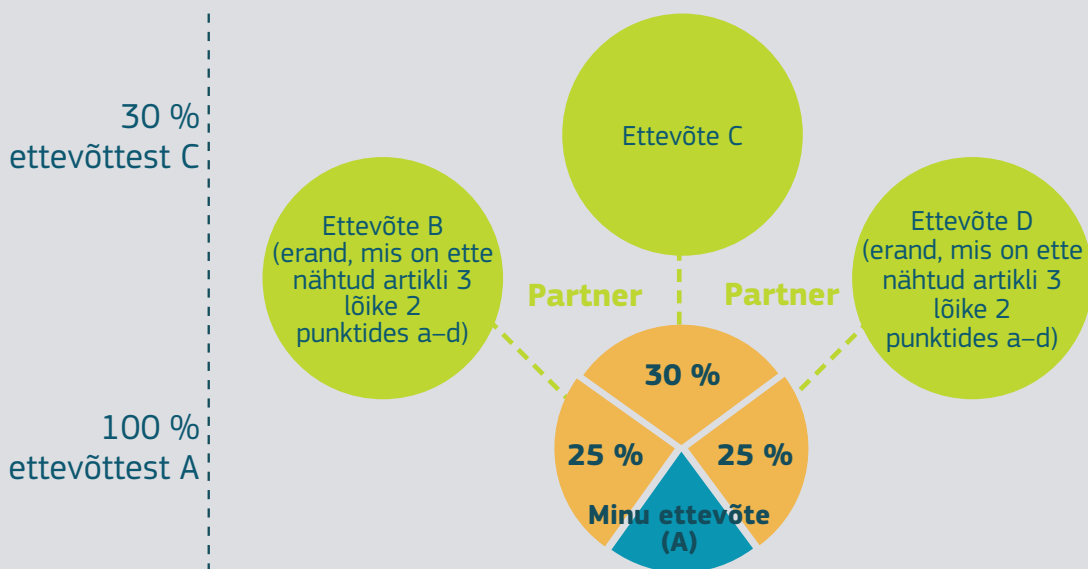 30 %
ettevõttest C
Ettevõte C
Ettevõte B
(erand, mis on ette
nähtud artikli 3
lõike 2
punktides a–d)
Ettevõte D
(erand, mis on ette
nähtud artikli 3
lõike 2
punktides a–d)
Partner
Partner
30 %
100 %
ettevõttest A
25 %
25 %
Minu ettevõte
(A)